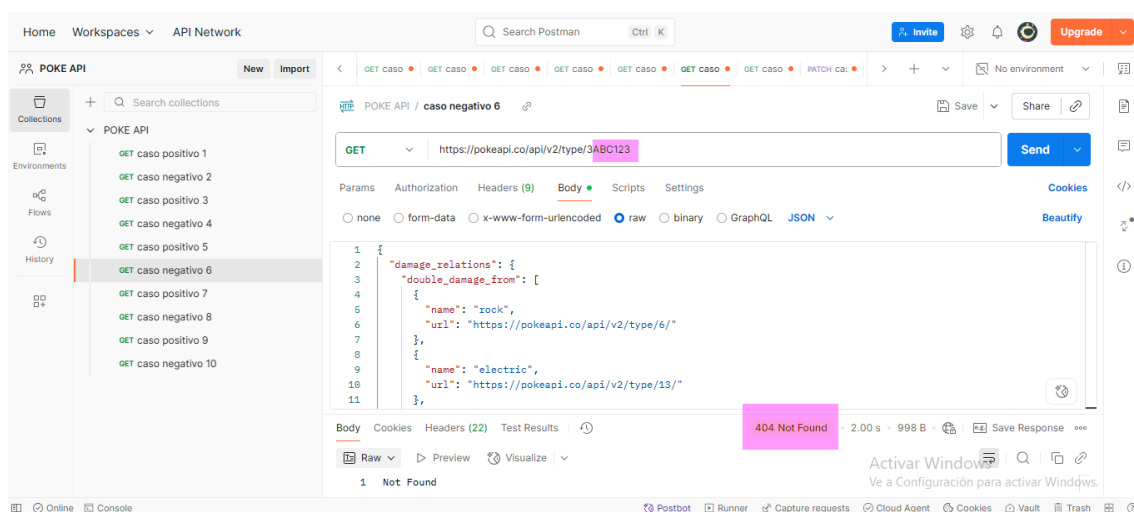 Home Workspaces API Network Search Postman Ctrl K Invite Upgrade
POKE API New Import GET caso GET caso GET caso GET caso GET caso GET caso GET caso PATCH ca: No environment
Collections
Environments
Flows
History
Search collections
POKE API
GET caso positivo 1
GET caso negativo 2
GET caso positivo 3
GET caso negativo 4
GET caso positivo 5
GET caso negativo 6
GET caso positivo 7
GET caso negativo 8
GET caso positivo 9
GET caso negativo 10
HTTP POKE API / caso negativo 6 Save Share
GET https://pokeapi.co/api/v2/type/3ABC123 Send
Params Authorization Headers (9) Body Scripts Settings Cookies
none form-data x-www-form-urlencoded raw binary GraphQL JSON Beautify
1 {
2 "damage_relations": {
3 "double_damage_from": [
4 {
5 "name": "rock",
6 "url": "https://pokeapi.co/api/v2/type/6/"
7 },
8 {
9 "name": "electric",
10 "url": "https://pokeapi.co/api/v2/type/13/"
11 },
Body Cookies Headers (22) Test Results 404 Not Found 2.00 s 998 B e.g. Save Response
Raw Preview Visualize
1 Not Found
Activar Windows
Ve a Configuración para activar Windows.
Online Console Postbot Runner Capture requests Cloud Agent Cookies Vault Trash